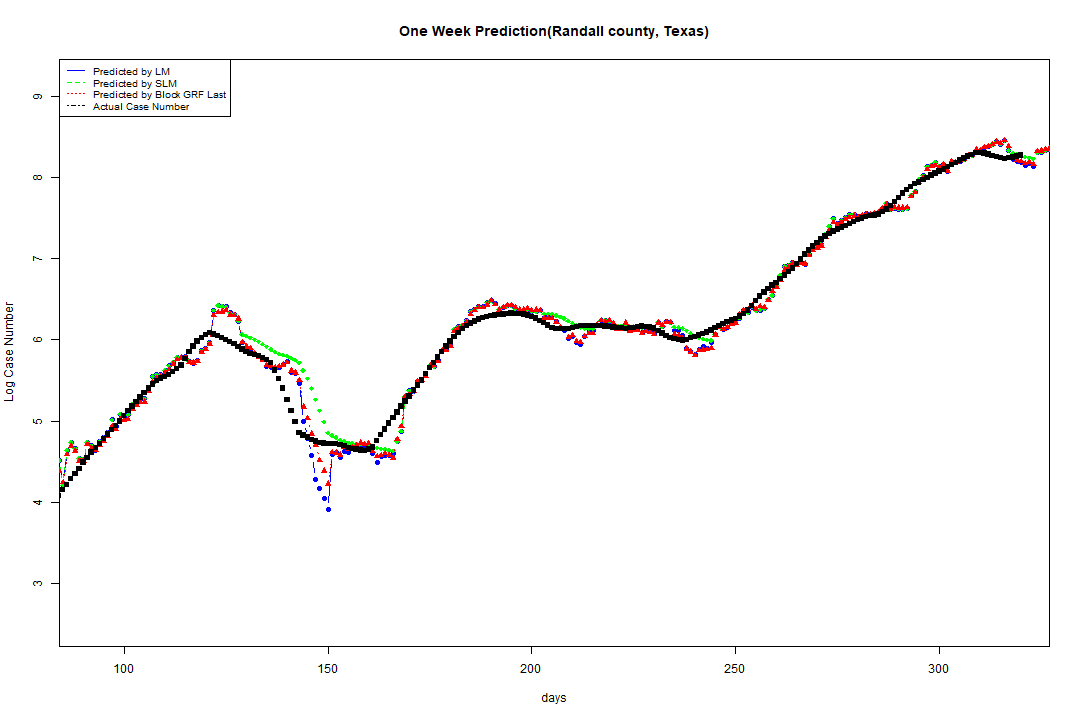 One Week Prediction(Randall county, Texas)
Predicted by LM
Predicted by SLM
Predicted by Block GRF Last
Actual Case Number
Log Case Number
9
8
7
6
5
4
3
100 150 200 250 300
days